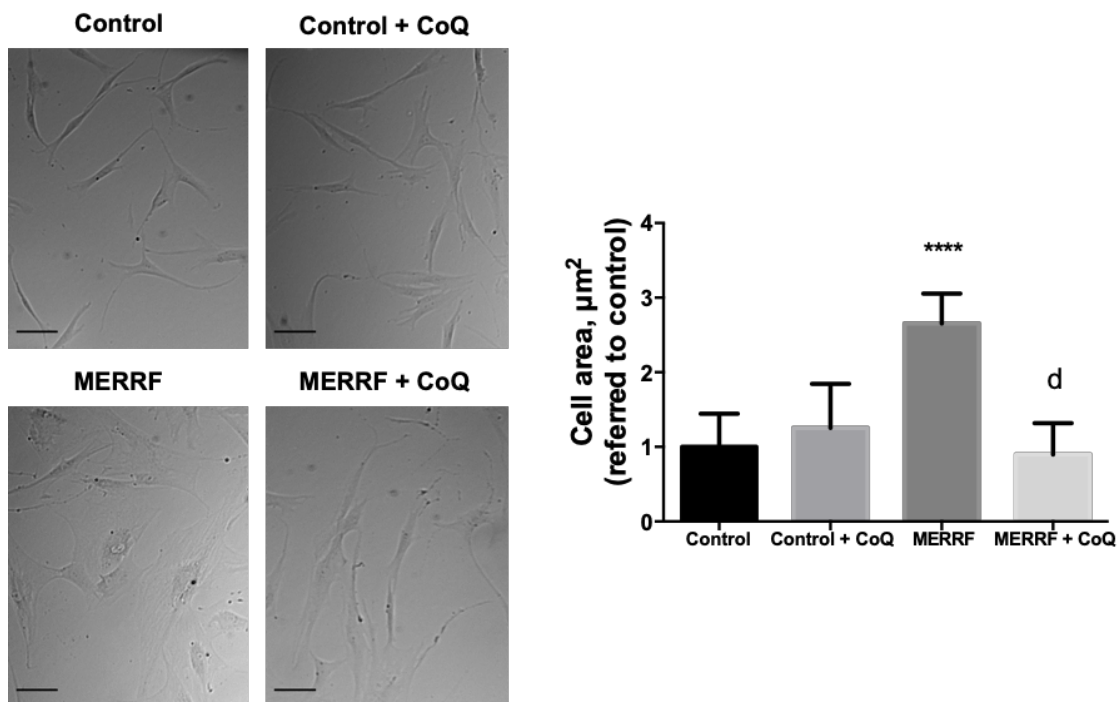 Control
Control + CoQ
MERRF
MERRF + CoQ
Cell area, µm²
(referred to control)
4
3
2
1
0
****
d
Control
Control + CoQ
MERRF
MERRF + CoQ